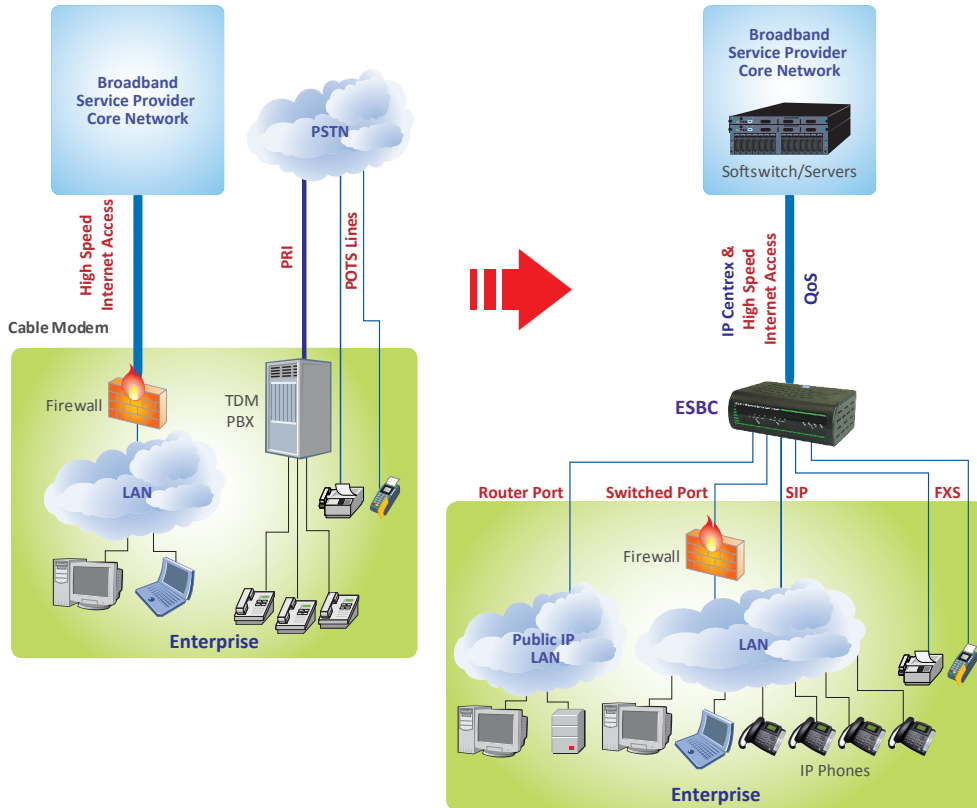 Broadband
Service Provider
Core Network
PSTN
High Speed
Internet Access
PRI
POTS Lines
Cable Modem
Firewall
TDM
PBX
LAN
Enterprise
Broadband
Service Provider
Core Network
Softswitch/Servers
IP Centrex &
High Speed
Internet Access
QoS
ESBC
Router Port
Switched Port
SIP
FXS
Firewall
Public IP
LAN
LAN
IP Phones
Enterprise